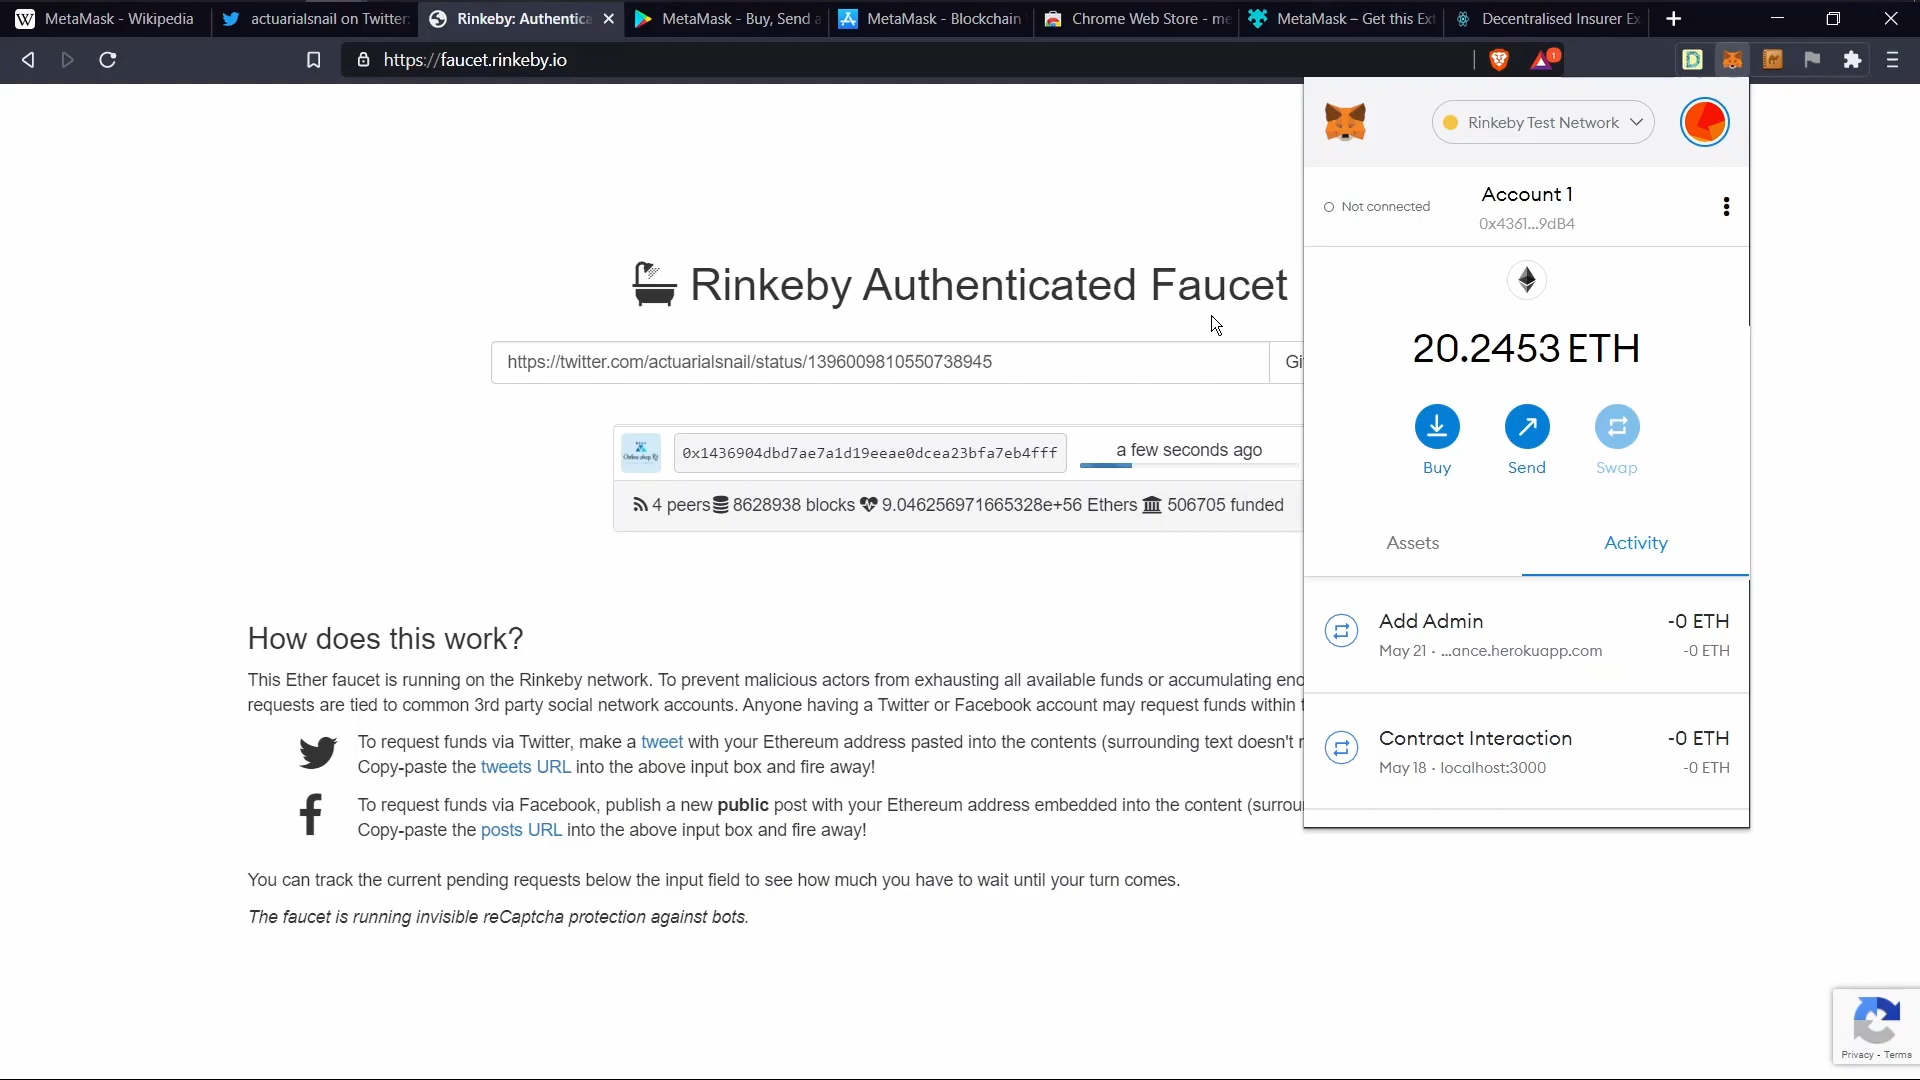 MetaMask - Wikipedia
actuarialsnail on Twitter:
Rinkeby: Authentica
MetaMask - Buy, Send a
MetaMask - Blockchain
Chrome Web Store - me
MetaMask – Get this Ext
Decentralised Insurer Ex
https://faucet.rinkeby.io
1
Rinkeby Test Network
Not connected
Account 1
0x4361...9dB4
20.2453 ETH
Buy
Send
Swap
Assets
Activity
Add Admin
-0 ETH
May 21 · ...ance.herokuapp.com
-0 ETH
Contract Interaction
-0 ETH
May 18 · localhost:3000
-0 ETH
Rinkeby Authenticated Faucet
https://twitter.com/actuarialsnail/status/1396009810550738945
Gi
0x1436904dbd7ae7a1d19eeae0dcea23bfa7eb4fff
a few seconds ago
4 peers 8628938 blocks 9.046256971665328e+56 Ethers 506705 funded
How does this work?
This Ether faucet is running on the Rinkeby network. To prevent malicious actors from exhausting all available funds or accumulating eno
requests are tied to common 3rd party social network accounts. Anyone having a Twitter or Facebook account may request funds within t
To request funds via Twitter, make a tweet with your Ethereum address pasted into the contents (surrounding text doesn't
Copy-paste the tweets URL into the above input box and fire away!
To request funds via Facebook, publish a new public post with your Ethereum address embedded into the content (surrou
Copy-paste the posts URL into the above input box and fire away!
You can track the current pending requests below the input field to see how much you have to wait until your turn comes.
The faucet is running invisible reCaptcha protection against bots.
Privacy - Terms